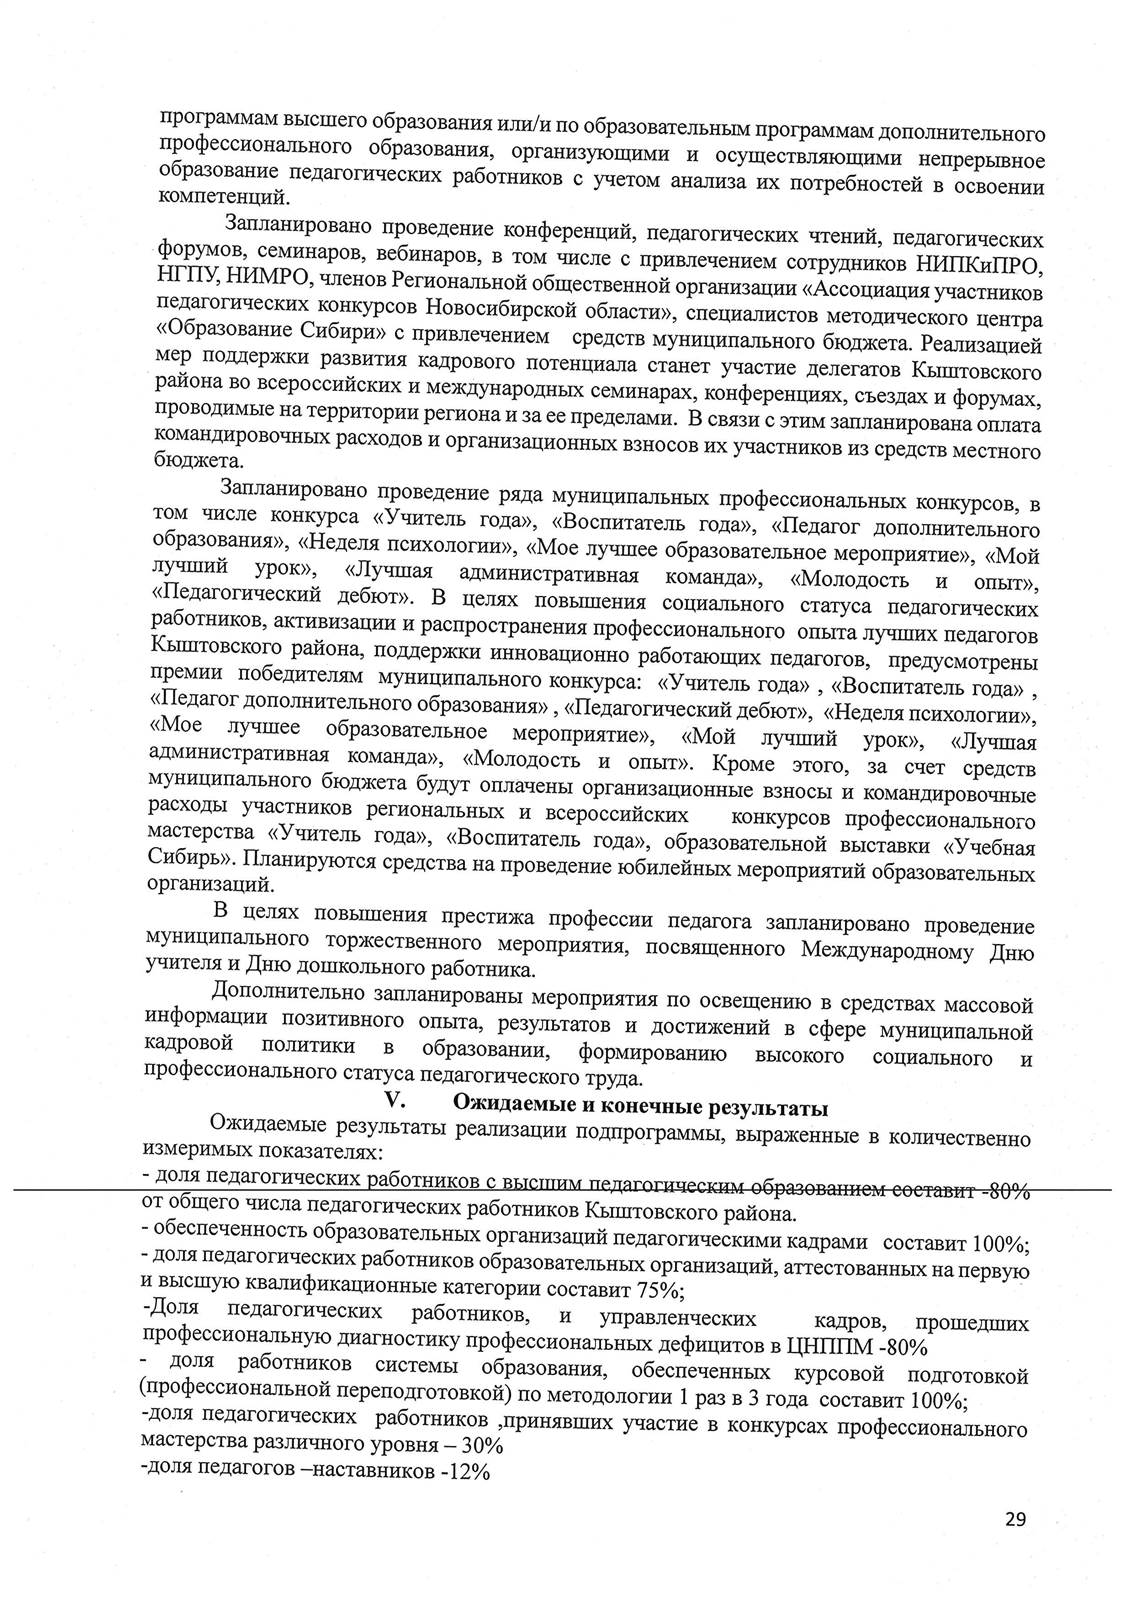 программам высшего образования или/и по образовательным программам дополнительного
профессионального образования, организующими и осуществляющими непрерывное
образование педагогических работников с учетом анализа их потребностей в освоении
компетенций.
Запланировано проведение конференций, педагогических чтений, педагогических
форумов, семинаров, вебинаров, в том числе с привлечением сотрудников НИПКиПРО,
НГПУ, НИМРО, членов Региональной общественной организации «Ассоциация участников
педагогических конкурсов Новосибирской области», специалистов методического центра
«Образование Сибири» с привлечением средств муниципального бюджета. Реализацией
мер поддержки развития кадрового потенциала станет участие делегатов Кыштовского
района во всероссийских и международных семинарах, конференциях, съездах и форумах,
проводимые на территории региона и за ее пределами. В связи с этим запланирована оплата
командировочных расходов и организационных взносов их участников из средств местного
бюджета.
Запланировано проведение ряда муниципальных профессиональных конкурсов, в
том числе конкурса «Учитель года», «Воспитатель года», «Педагог дополнительного
образования», «Неделя психологии», «Мое лучшее образовательное мероприятие», «Мой
лучший урок», «Лучшая административная команда», «Молодость и опыт»,
«Педагогический дебют». В целях повышения социального статуса педагогических
работников, активизации и распространения профессионального опыта лучших педагогов
Кыштовского района, поддержки инновационно работающих педагогов, предусмотрены
премии победителям муниципального конкурса: «Учитель года» , «Воспитатель года» ,
«Педагог дополнительного образования» , «Педагогический дебют», «Неделя психологии»,
«Мое лучшее образовательное мероприятие», «Мой лучший урок», «Лучшая
административная команда», «Молодость и опыт». Кроме этого, за счет средств
муниципального бюджета будут оплачены организационные взносы и командировочные
расходы участников региональных и всероссийских конкурсов профессионального
мастерства «Учитель года», «Воспитатель года», образовательной выставки «Учебная
Сибирь». Планируются средства на проведение юбилейных мероприятий образовательных
организаций.
В целях повышения престижа профессии педагога запланировано проведение
муниципального торжественного мероприятия, посвященного Международному Дню
учителя и Дню дошкольного работника.
Дополнительно запланированы мероприятия по освещению в средствах массовой
информации позитивного опыта, результатов и достижений в сфере муниципальной
кадровой политики в образовании, формированию высокого социального и
профессионального статуса педагогического труда.
V. Ожидаемые и конечные результаты
Ожидаемые результаты реализации подпрограммы, выраженные в количественно
измеримых показателях:
- доля педагогических работников с высшим педагогическим образованием составит -80%
от общего числа педагогических работников Кыштовского района.
- обеспеченность образовательных организаций педагогическими кадрами составит 100%;
- доля педагогических работников образовательных организаций, аттестованных на первую
и высшую квалификационные категории составит 75%;
-Доля педагогических работников, и управленческих кадров, прошедших
профессиональную диагностику профессиональных дефицитов в ЦНППМ -80%
- доля работников системы образования, обеспеченных курсовой подготовкой
(профессиональной переподготовкой) по методологии 1 раз в 3 года составит 100%;
-доля педагогических работников ,принявших участие в конкурсах профессионального
мастерства различного уровня – 30%
-доля педагогов –наставников -12%
29